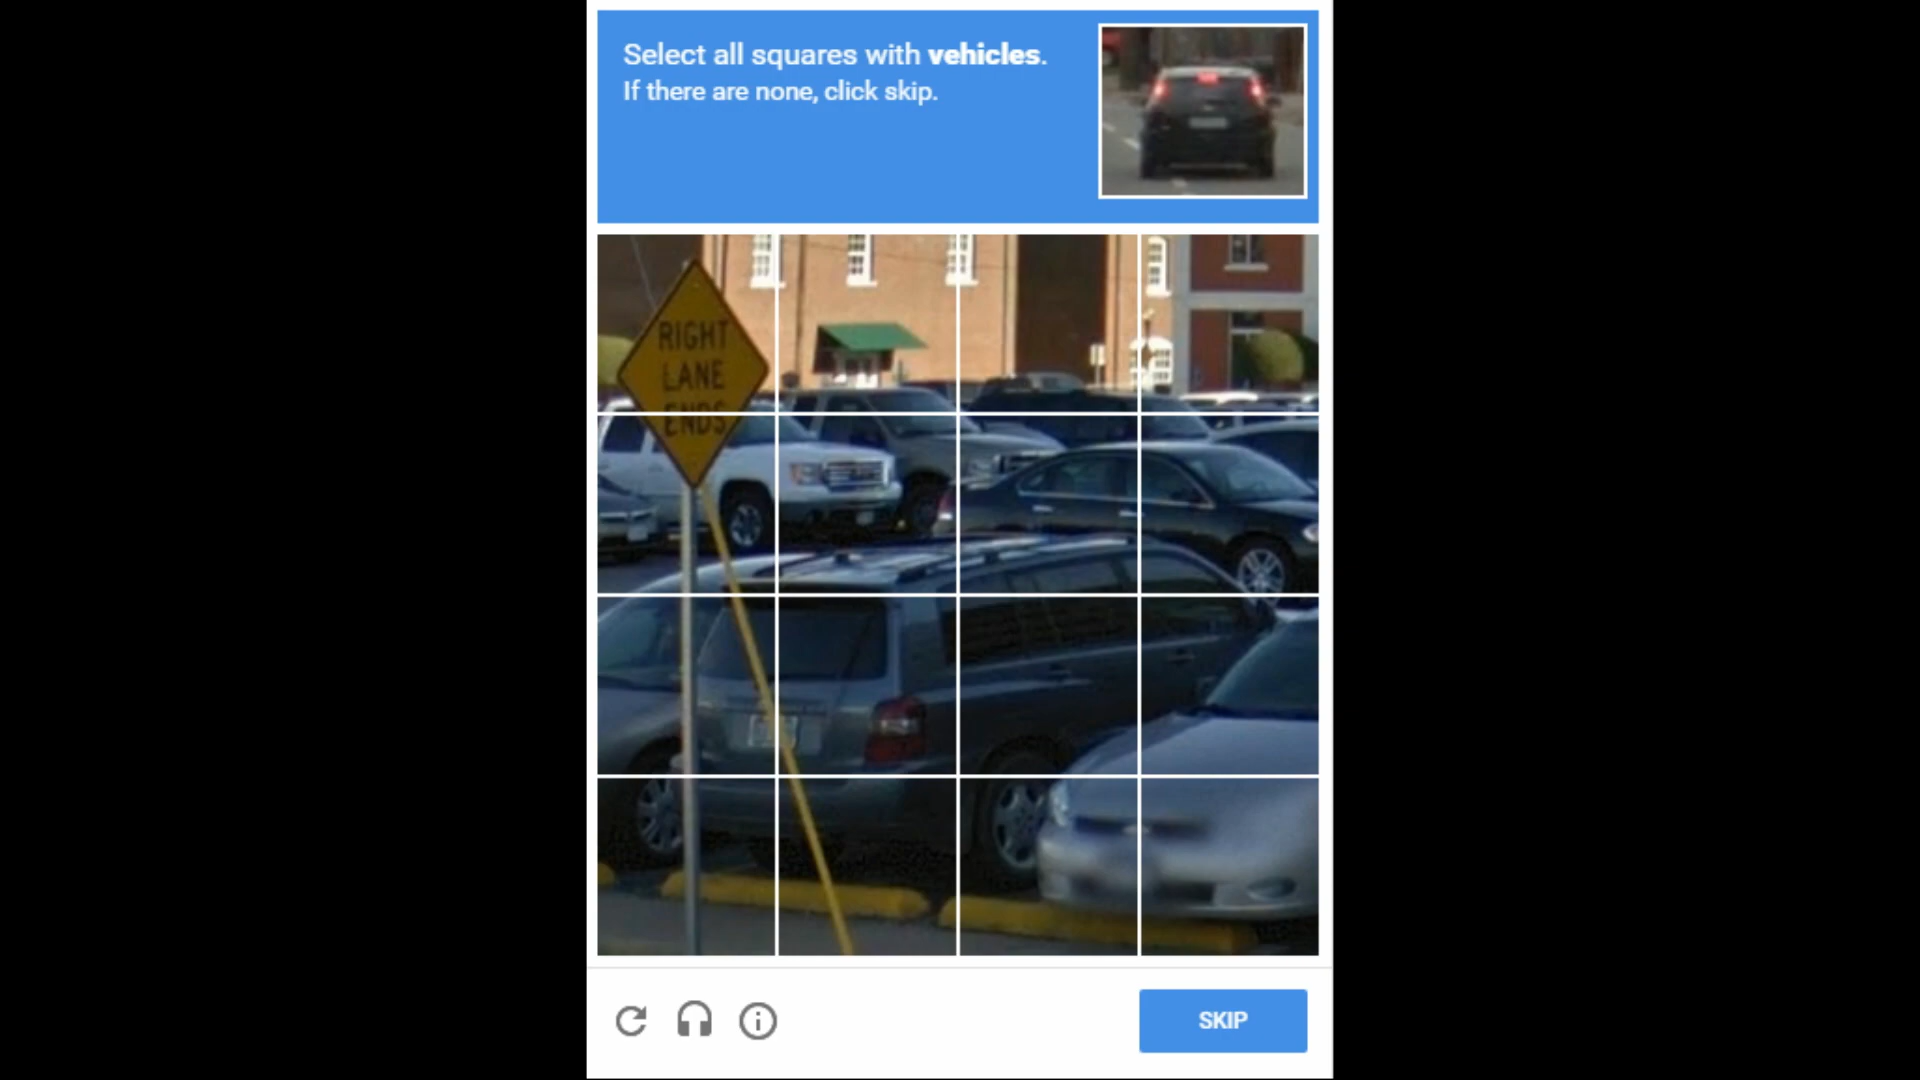 Select all squares with vehicles.
If there are none, click skip.
RIGHT
LANE
ENDS
SKIP